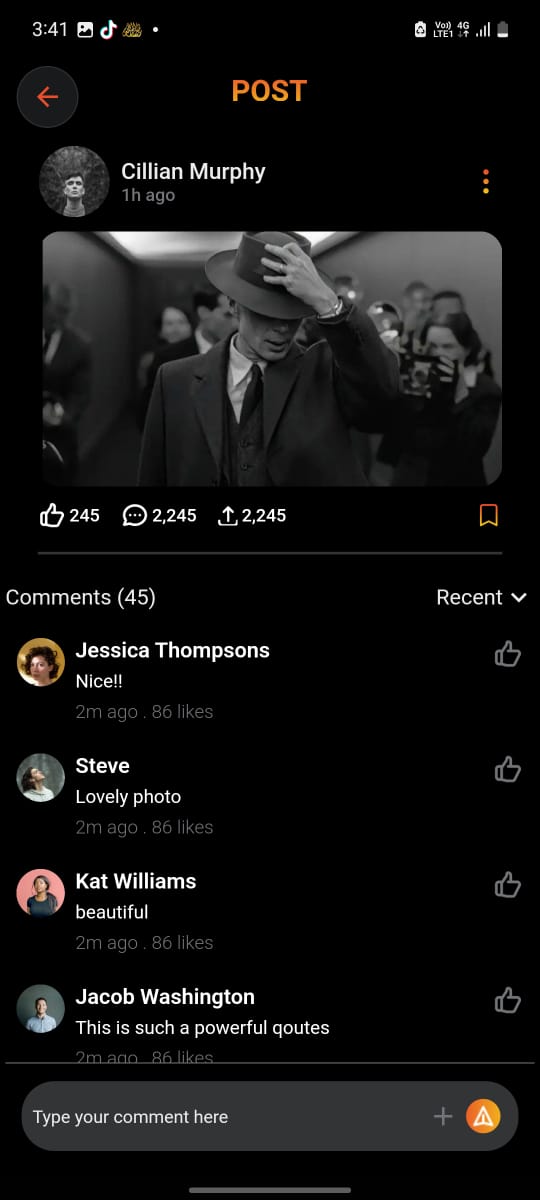 3:41
Vo)) 4G
LTE1
POST
Cillian Murphy
1h ago
245 2,245 2,245
Comments (45) Recent
Jessica Thompsons
Nice!!
2m ago . 86 likes
Steve
Lovely photo
2m ago . 86 likes
Kat Williams
beautiful
2m ago . 86 likes
Jacob Washington
This is such a powerful qoutes
2m ago . 86 likes
Type your comment here